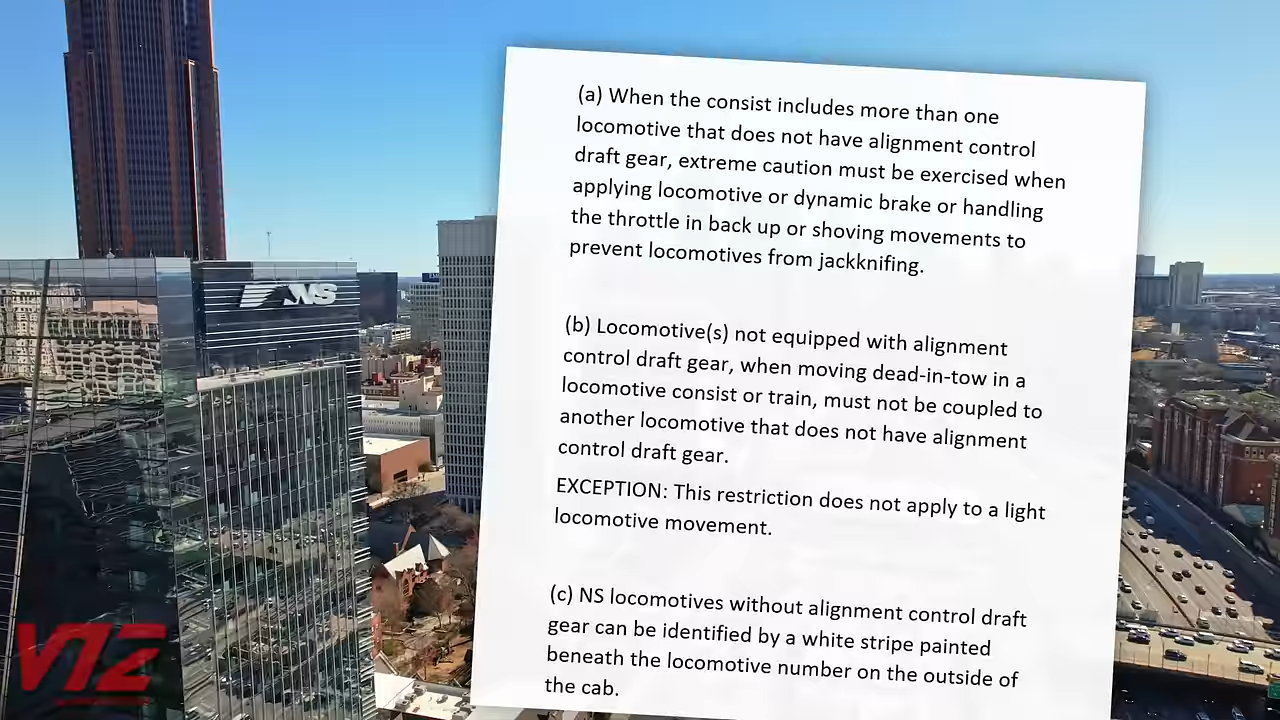 (a) When the consist includes more than one
locomotive that does not have alignment control
draft gear, extreme caution must be exercised when
applying locomotive or dynamic brake or handling
the throttle in back up or shoving movements to
prevent locomotives from jackknifing.
(b) Locomotive(s) not equipped with alignment
control draft gear, when moving dead-in-tow in a
locomotive consist or train, must not be coupled to
another locomotive that does not have alignment
control draft gear.
EXCEPTION: This restriction does not apply to a light
locomotive movement.
(c) NS locomotives without alignment control draft
gear can be identified by a white stripe painted
beneath the locomotive number on the outside of
the cab.
NS
V12